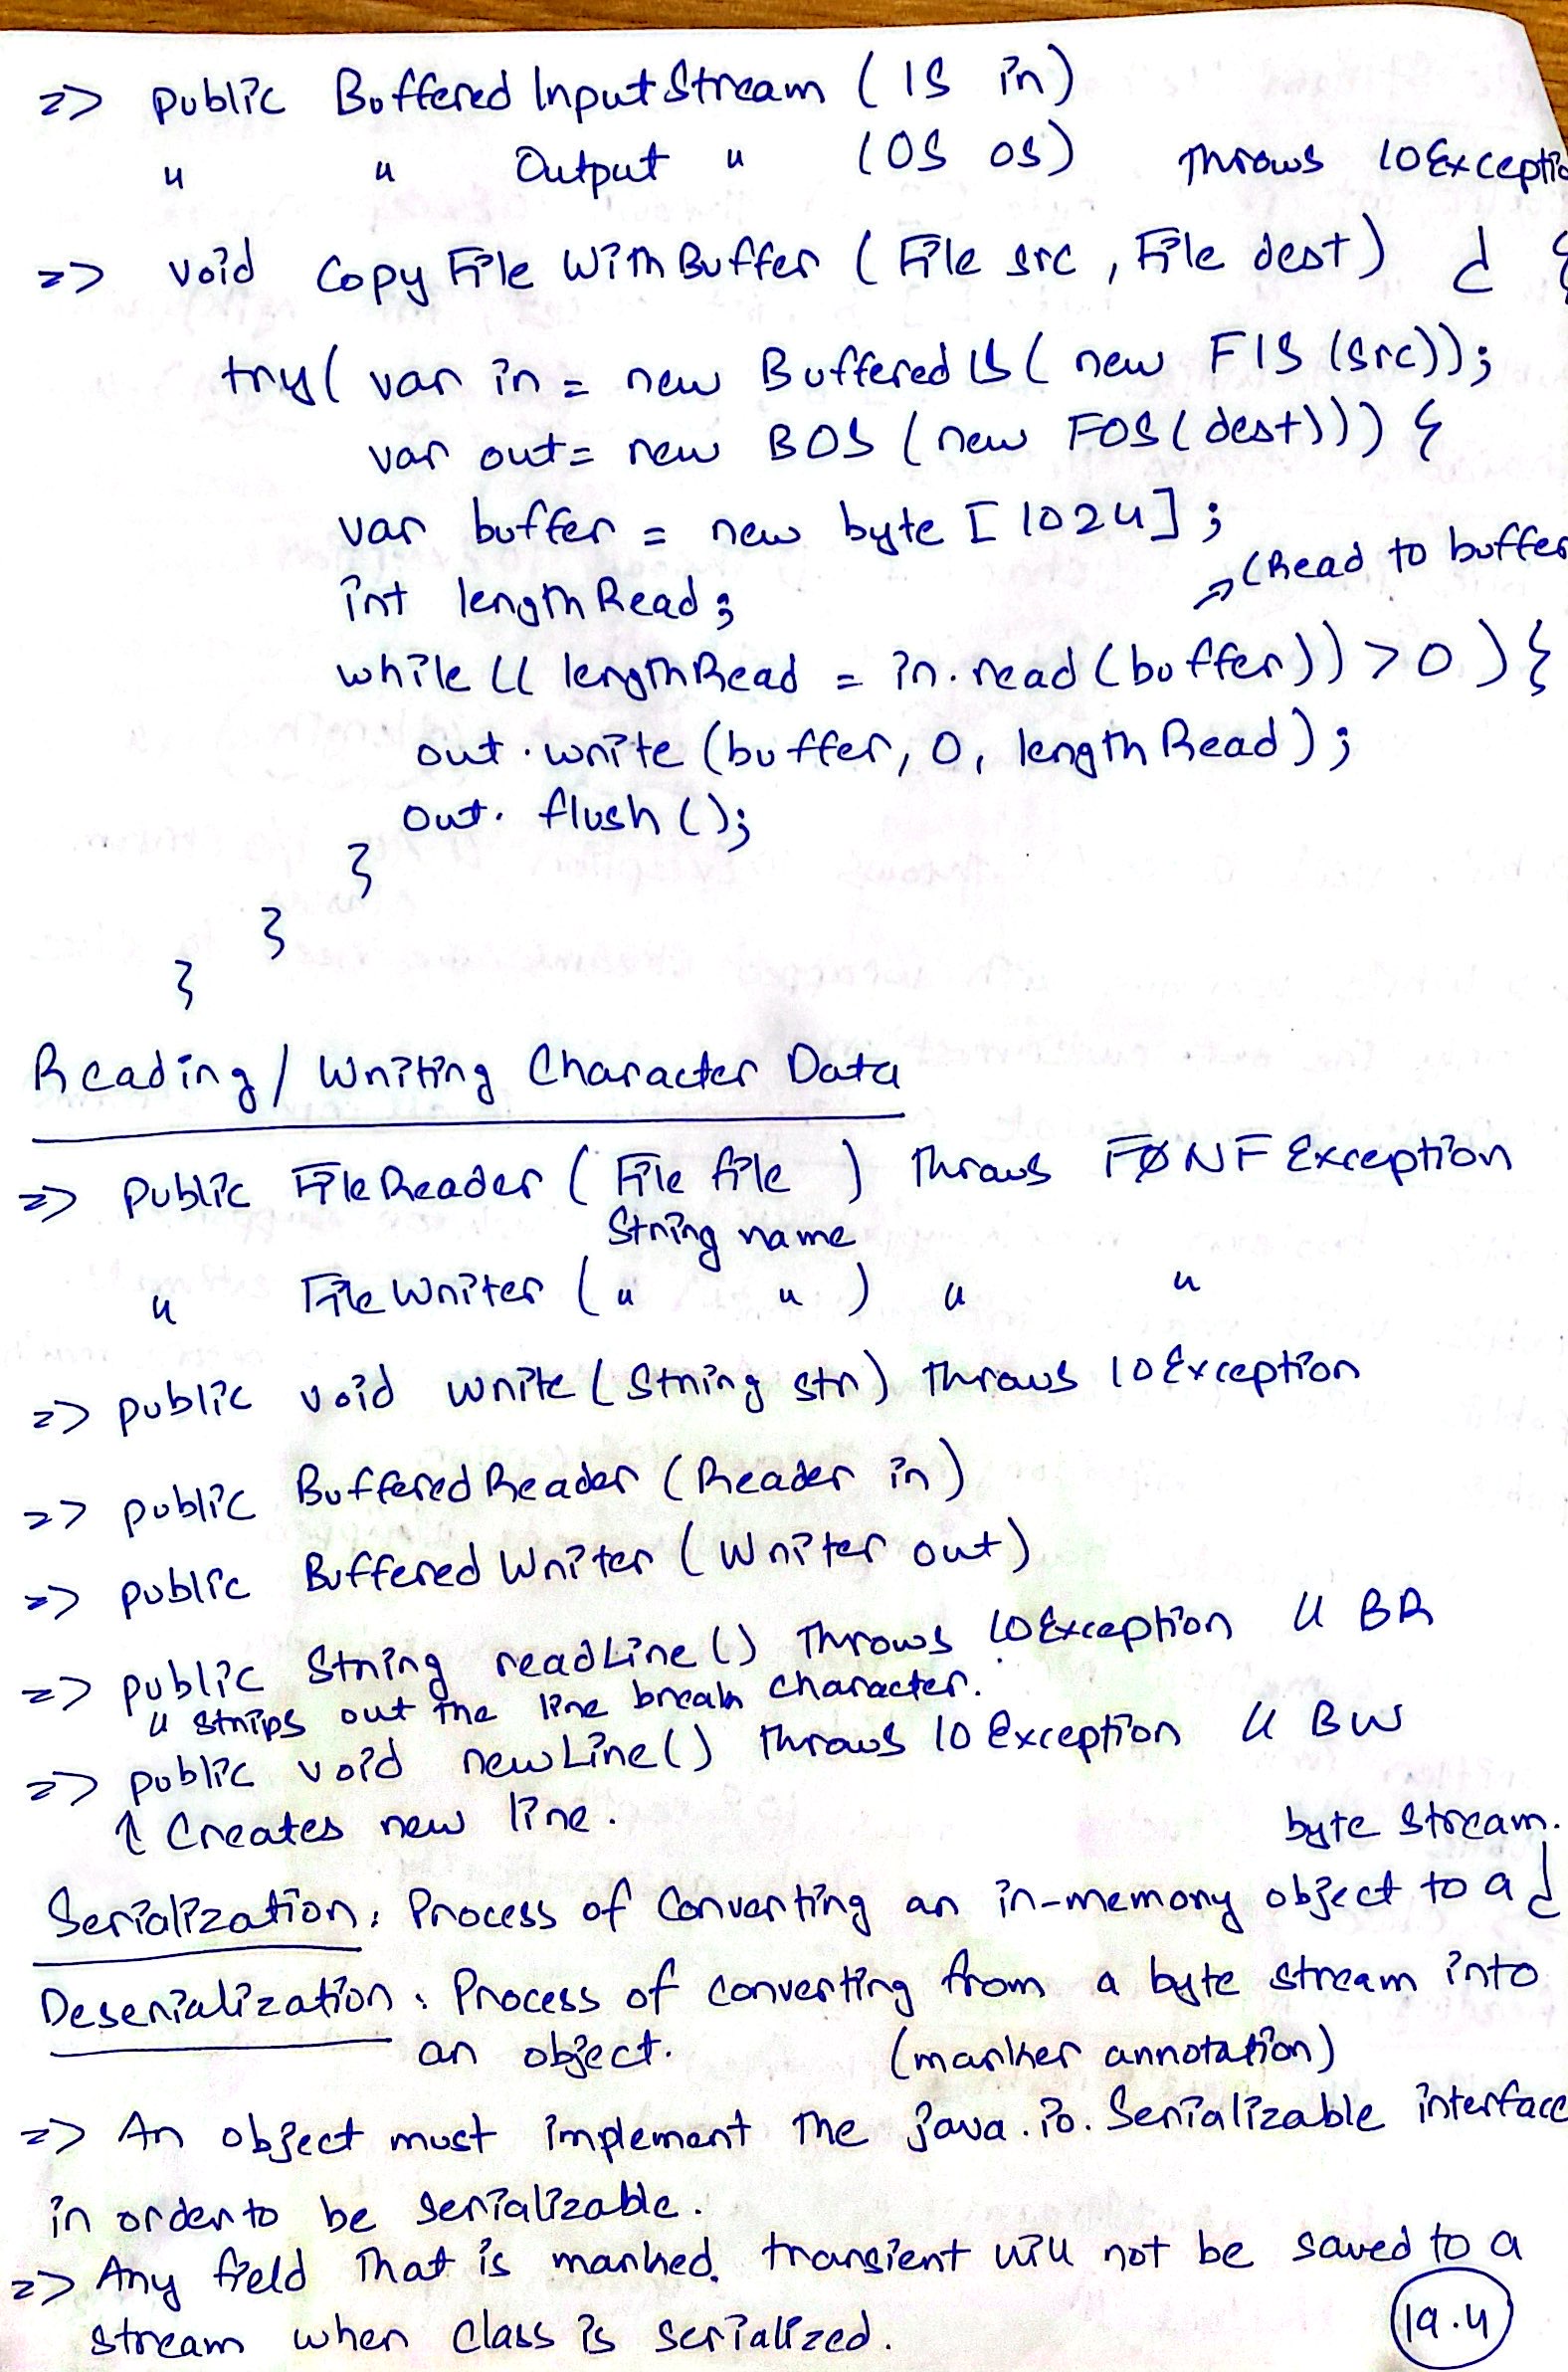 => public BufferedInputStream (IS in)
" " Output " (OS os) throws IOExceptio
=> void CopyFileWithBuffer (File src, File dest) {
try( var in = new BufferedIS( new FIS (src));
var out= new BOS (new FOS(dest))) {
var buffer = new byte [1024];
(Read to buffer
int lengthRead;
while (( lengthRead = in.read(buffer)) >0 ) {
out.write (buffer, 0, lengthRead);
out.flush();
}
}
}
Reading/ Writing Character Data
=> public FileReader ( File file ) throws FNF Exception
String name
" FileWriter ( " " ) " "
=> public void write (String str) throws IOException
=> public BufferedReader (Reader in)
=> public BufferedWriter (Writer out)
=> public String readLine() throws IOException // BR
// strips out the line break character.
=> public void newLine() throws IOException // BW
↑ Creates new line.
byte stream.
Serialization: Process of Converting an in-memory object to a
Deserialization: Process of converting from a byte stream into
an object. (marker annotation)
=> An object must implement the java.io.Serializable interface
in order to be serializable.
=> Any field that is marked transient will not be saved to a
stream when class is serialized.
19.4